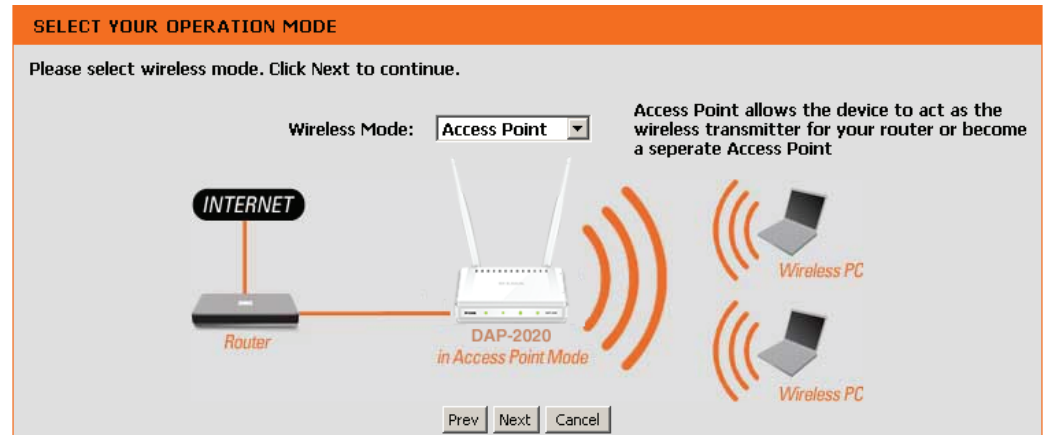 SELECT YOUR OPERATION MODE
Please select wireless mode. Click Next to continue.
Wireless Mode: Access Point
Access Point allows the device to act as the
wireless transmitter for your router or become
a seperate Access Point
INTERNET
Router
DAP-2020
in Access Point Mode
Wireless PC
Wireless PC
Prev Next Cancel